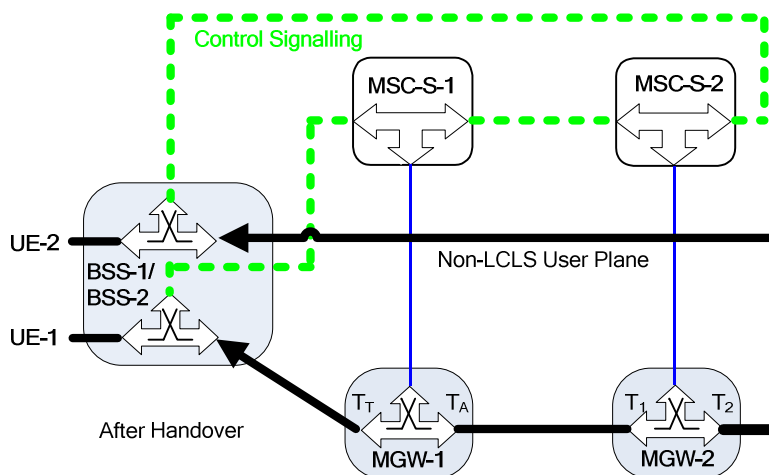 Control Signalling
MSC-S-1
MSC-S-2
UE-2
Non-LCLS User Plane
BSS-1/
BSS-2
UE-1
TT
TA
T1
T2
After Handover
MGW-1
MGW-2